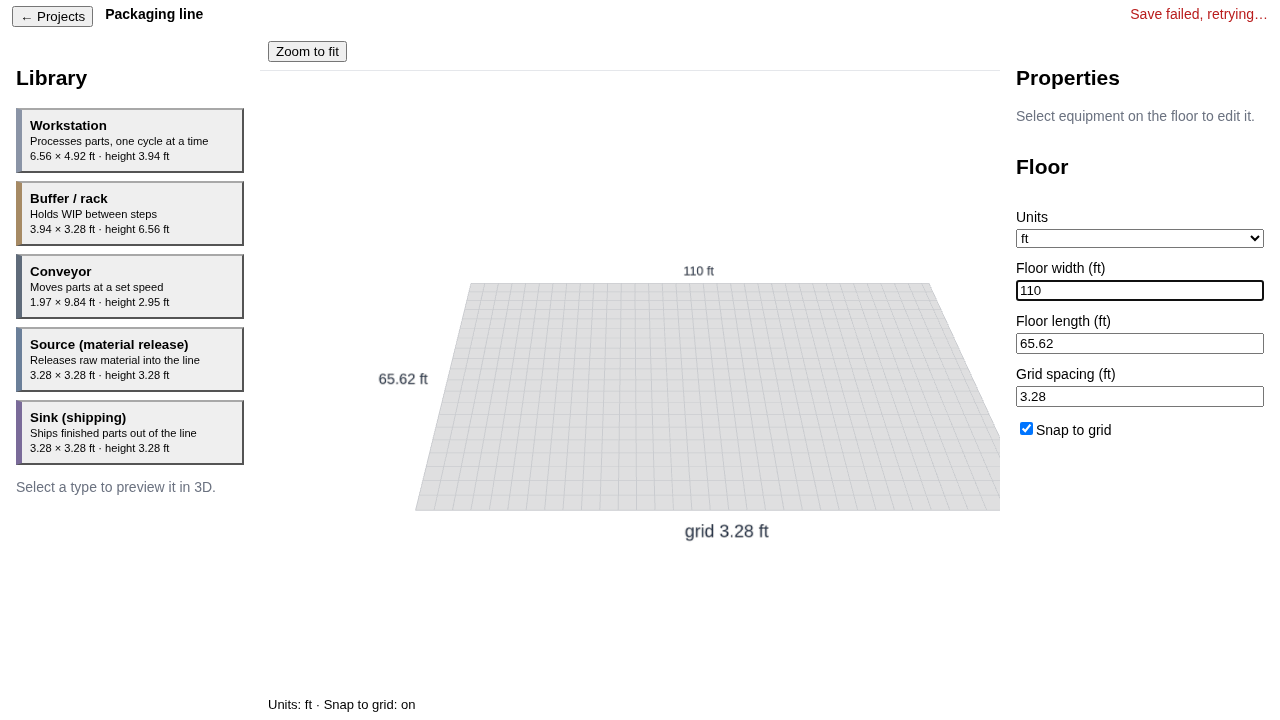 ← Projects
Packaging line
Save failed, retrying…
Zoom to fit
Library
Workstation
Processes parts, one cycle at a time
6.56 × 4.92 ft · height 3.94 ft
Buffer / rack
Holds WIP between steps
3.94 × 3.28 ft · height 6.56 ft
Conveyor
Moves parts at a set speed
1.97 × 9.84 ft · height 2.95 ft
Source (material release)
Releases raw material into the line
3.28 × 3.28 ft · height 3.28 ft
Sink (shipping)
Ships finished parts out of the line
3.28 × 3.28 ft · height 3.28 ft
Select a type to preview it in 3D.
110 ft
65.62 ft
grid 3.28 ft
Units: ft · Snap to grid: on
Properties
Select equipment on the floor to edit it.
Floor
Units
ft
Floor width (ft)
110
Floor length (ft)
65.62
Grid spacing (ft)
3.28
Snap to grid